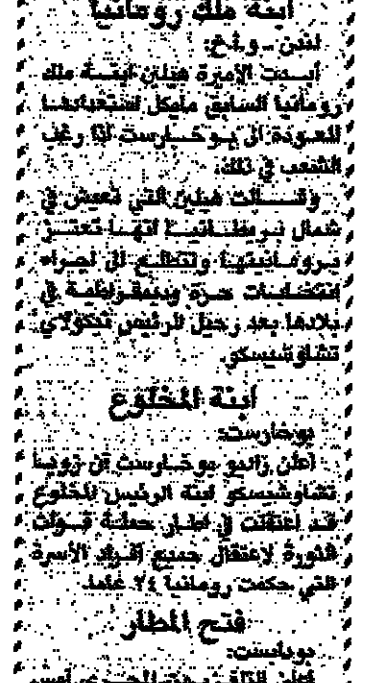 ابنة ملك رومانيا
لندن - و.ا.خ:
أبدت الأميرة هيلين ابنة ملك
رومانيا السابق مايكل استعدادها
للعودة الى بوخارست اذا رغب
الشعب في ذلك.
وقالت هيلين التي تعيش في
شمال بريطانيا انها تعتز
برومانيتها وتتطلع الى اجراء
انتخابات حرة وديمقراطية في
بلادها بعد رحيل الرئيس نيكولاي
تشاوشيسكو.
ابنة المخلوع
بوخارست:
أعلن راديو بوخارست أن زويا
تشاوشيسكو ابنة الرئيس المخلوع
قد اعتقلت في اطار حملة قوات
الثورة لاعتقال جميع أفراد الأسرة
التي حكمت رومانيا ٢٤ عاما.
فتح المطار
بودابست: